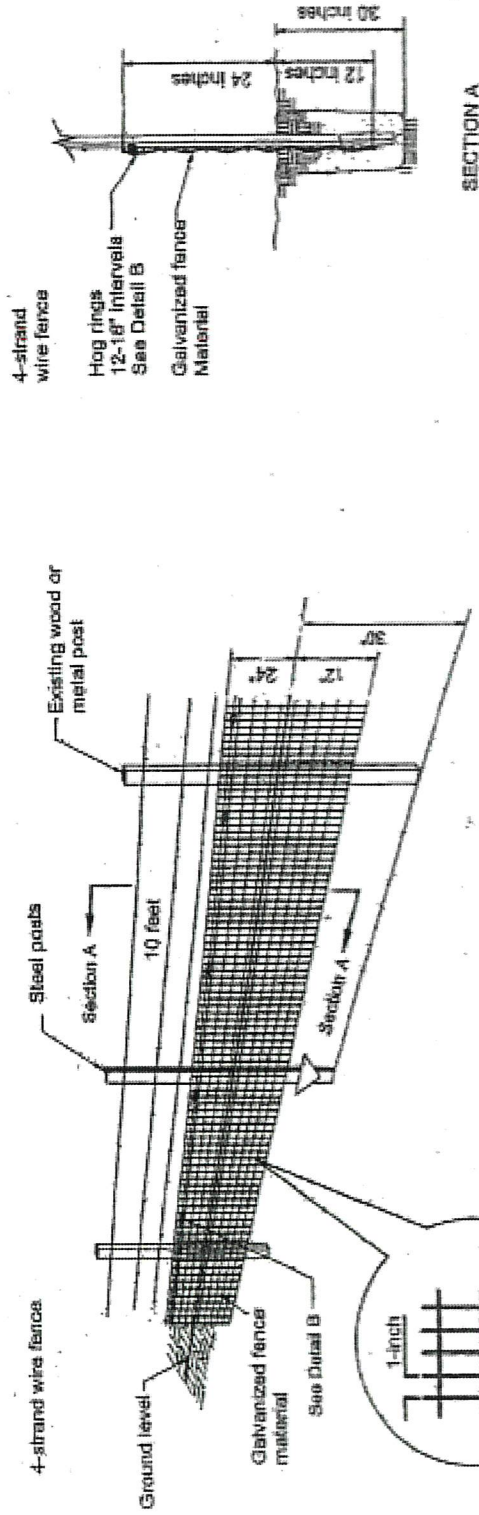 4-strand wire fence
Ground level
Galvanized fence
material
See Detail B
1-inch
Steel posts
Section A
10 feet
Section A
Existing wood or
metal post
24"
12"
30"
4-strand
wire fence
Hog rings
12-18" Intervals
See Detail B
Galvanized fence
Material
24 inches
12 inches
30 inches
SECTION A